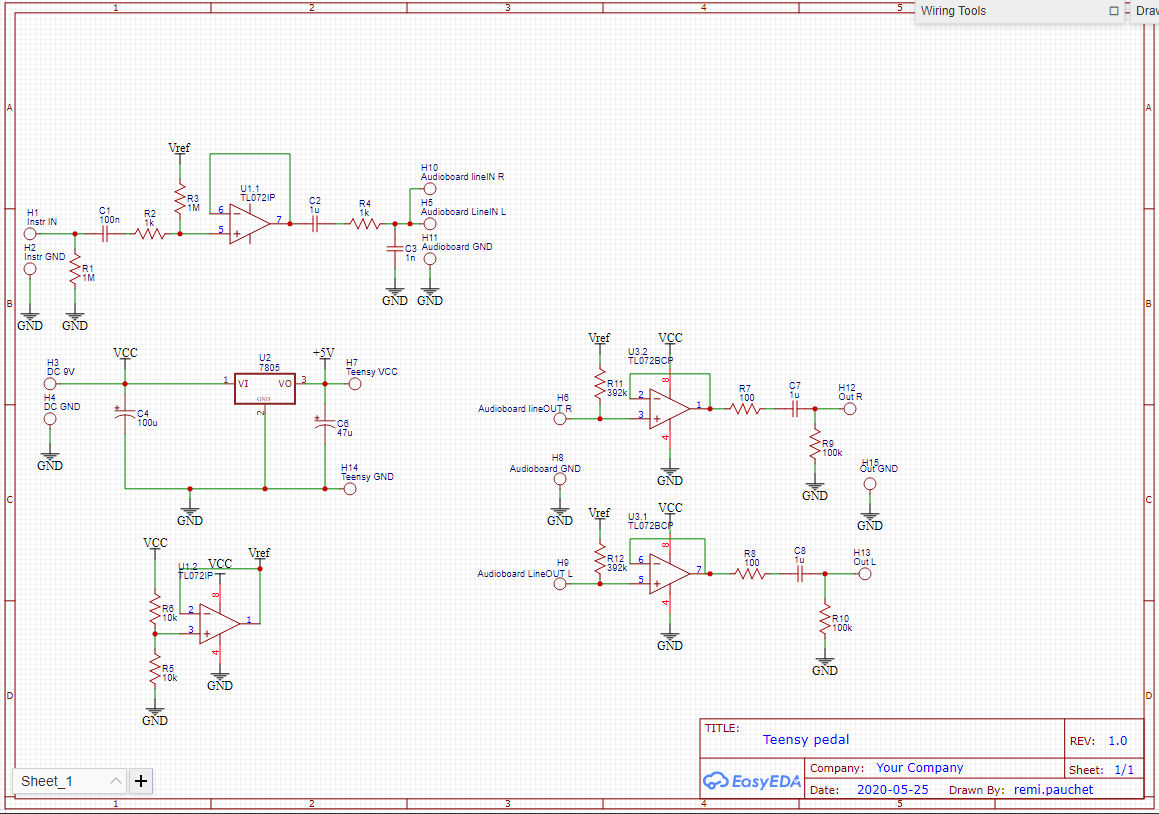 Wiring Tools
Draw
1
2
3
4
5
A
A
B
B
C
C
D
D
Vref
R3
1M
U1.1
TL072IP
6
5
7
H1
Instr IN
H2
Instr GND
C1
100n
R2
1k
R1
1M
GND
GND
C2
1u
R4
1k
H10
Audioboard lineIN R
H5
Audioboard LineIN L
H11
Audioboard GND
C3
1n
GND
GND
H3
DC 9V
H4
DC GND
GND
VCC
C4
100u
U2
7805
1
VI
VO
3
GND
2
+5V
H7
Teensy VCC
C6
47u
H14
Teensy GND
GND
VCC
R6
10k
R5
10k
GND
U1.2
TL072IP
VCC
Vref
2
3
1
8
4
GND
Vref
R11
392k
U3.2
TL072BCP
VCC
8
2
3
1
4
GND
H6
Audioboard lineOUT R
R7
100
C7
1u
H12
Out R
R9
100k
GND
H8
Audioboard GND
GND
H15
Out GND
GND
Vref
R12
392k
U3.1
TL072BCP
VCC
8
6
5
7
4
GND
H9
Audioboard LineOUT L
R8
100
C8
1u
H13
Out L
R10
100k
GND
TITLE:
Teensy pedal
REV: 1.0
EasyEDA
Company: Your Company
Sheet: 1/1
Date: 2020-05-25 Drawn By: remi.pauchet
Sheet_1
+
1
2
3
4
5